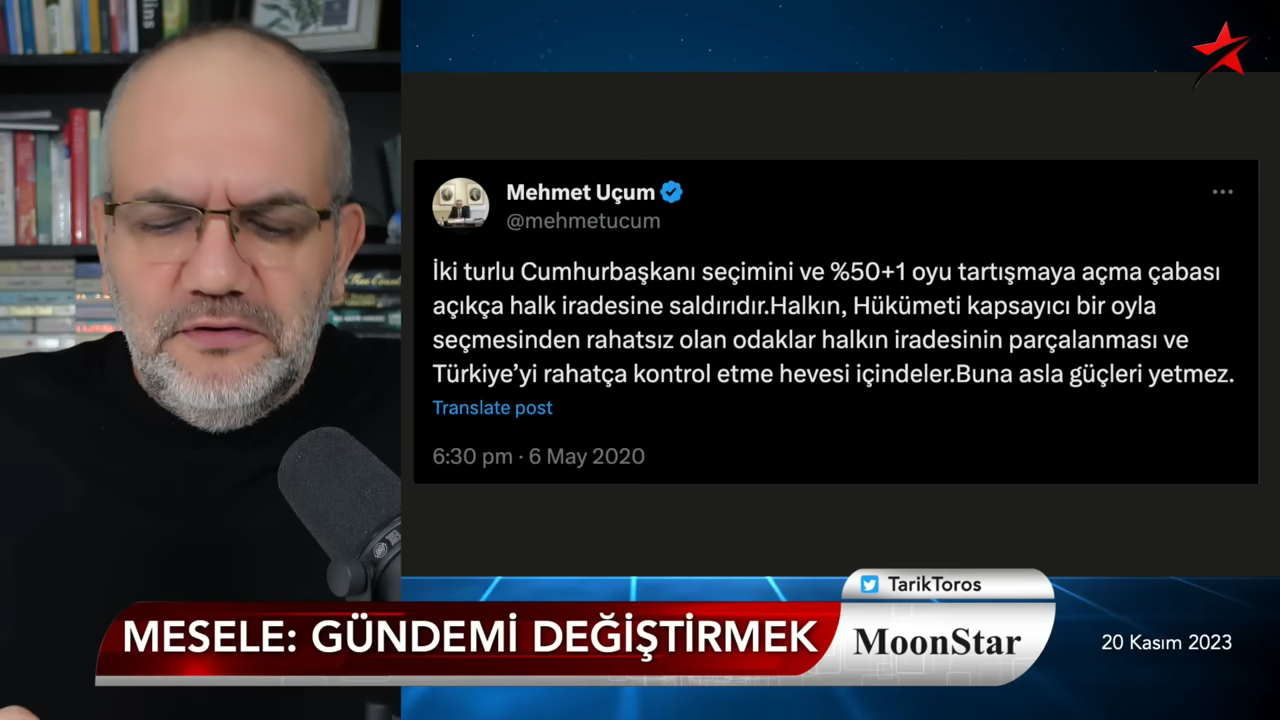 Mehmet Uçum
@mehmetucum
İki turlu Cumhurbaşkanı seçimini ve %50+1 oyu tartışmaya açma çabası
açıkça halk iradesine saldırıdır.Halkın, Hükümeti kapsayıcı bir oyla
seçmesinden rahatsız olan odaklar halkın iradesinin parçalanması ve
Türkiye'yi rahatça kontrol etme hevesi içindeler.Buna asla güçleri yetmez.
Translate post
6:30 pm · 6 May 2020
TarikToros
MESELE: GÜNDEMİ DEĞİŞTİRMEK
MoonStar
20 Kasım 2023